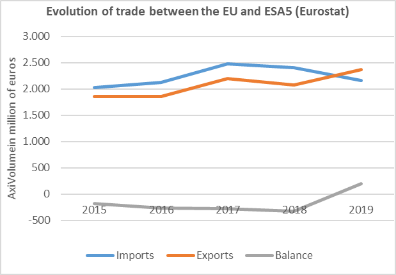 Evolution of trade between the EU and ESA5 (Eurostat)
AxiVolumein million of euros
3.000
2.500
2.000
1.500
1.000
500
0
-500
2015 2016 2017 2018 2019
Imports Exports Balance